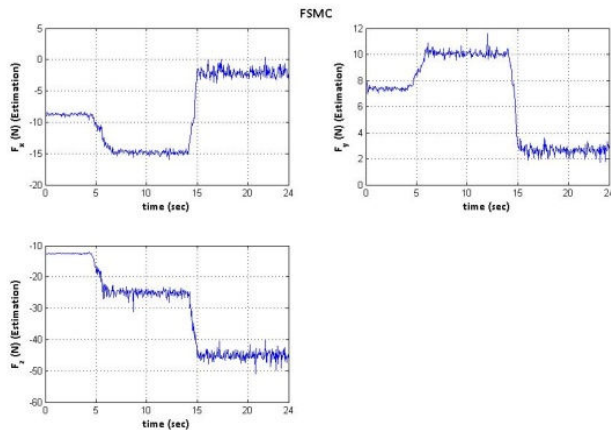 FSMC
5
0
-5
-10
-15
-20
F_x (N) (Estimation)
0 5 10 15 20 24
time (sec)
12
10
8
6
4
2
0
F_y (N) (Estimation)
0 5 10 15 20 24
time (sec)
-10
-20
-30
-40
-50
-60
F_z (N) (Estimation)
0 5 10 15 20 24
time (sec)